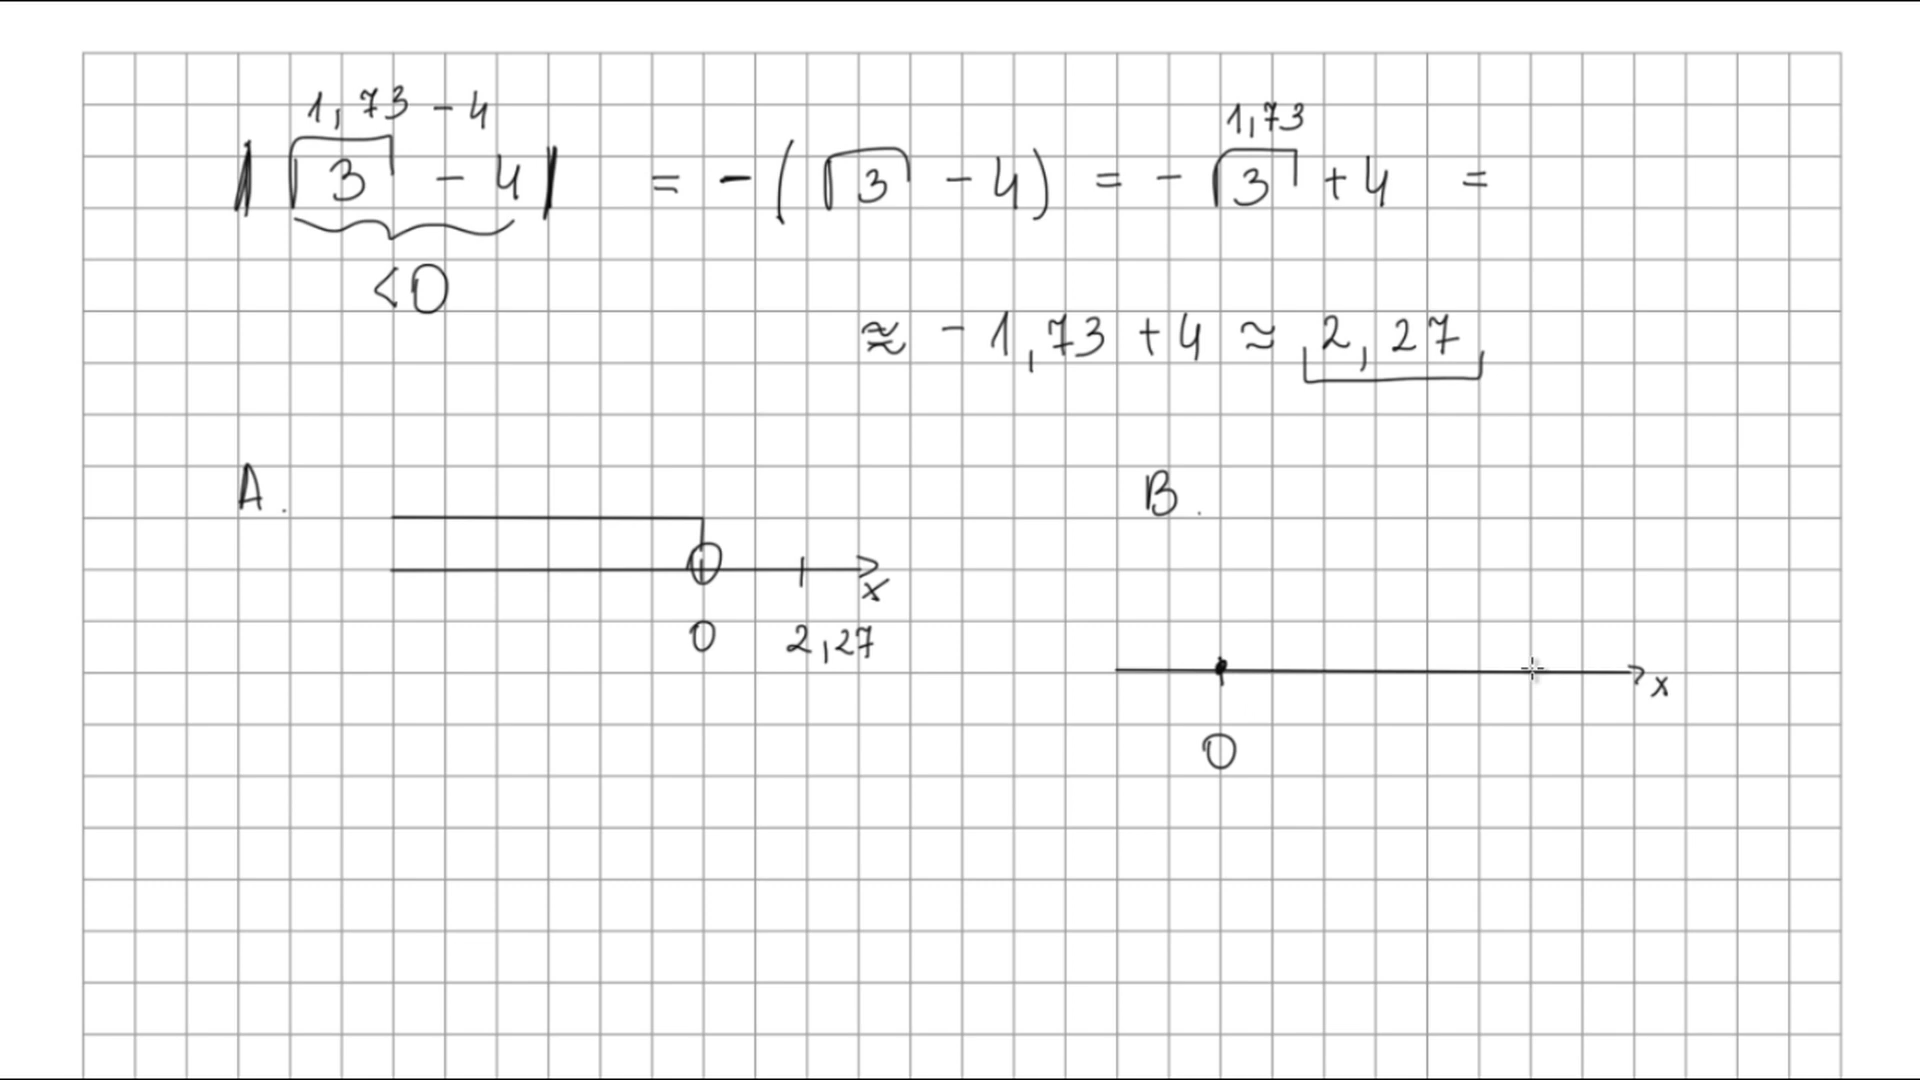 1,73 - 4
1,73
|√3 - 4| = - (√3 - 4) = - √3 + 4 =
<0
≈ - 1,73 + 4 ≈ 2,27
A.
B.
x
0 2,27
x
0